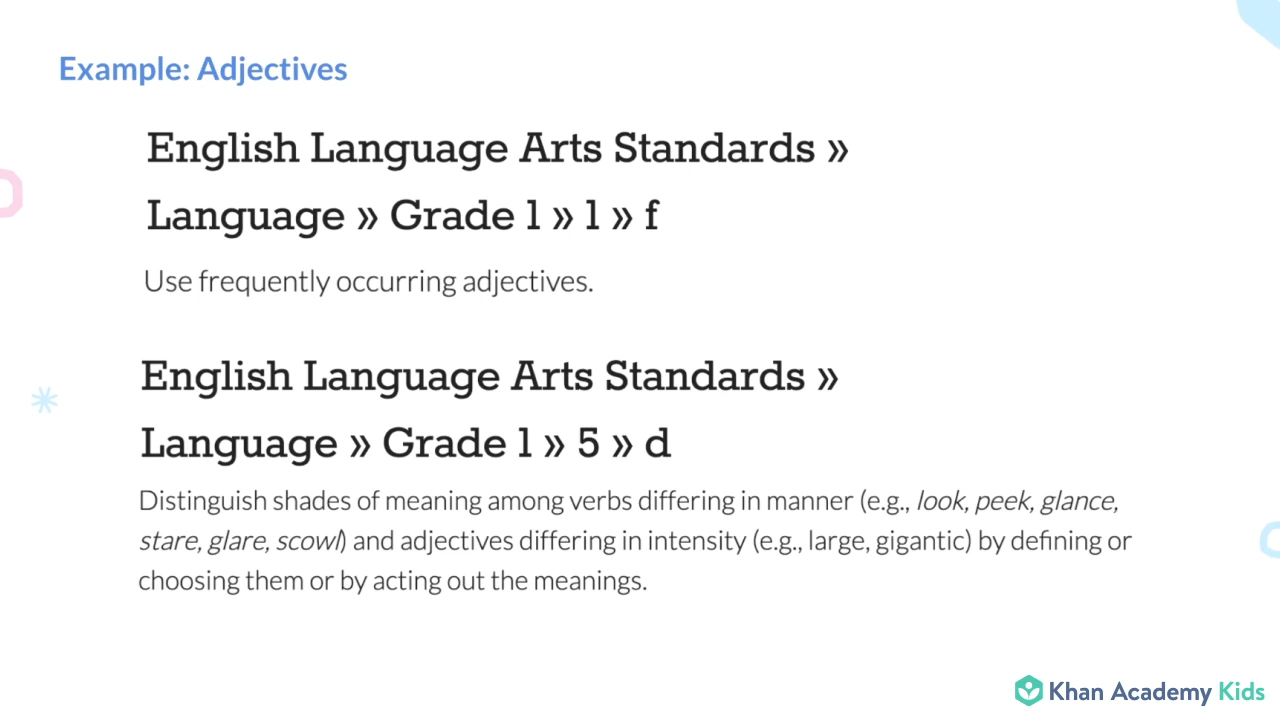 Example: Adjectives
English Language Arts Standards »
Language » Grade 1 » 1 » f
Use frequently occurring adjectives.
English Language Arts Standards »
Language » Grade 1 » 5 » d
Distinguish shades of meaning among verbs differing in manner (e.g., look, peek, glance,
stare, glare, scowl) and adjectives differing in intensity (e.g., large, gigantic) by defining or
choosing them or by acting out the meanings.
Khan Academy Kids